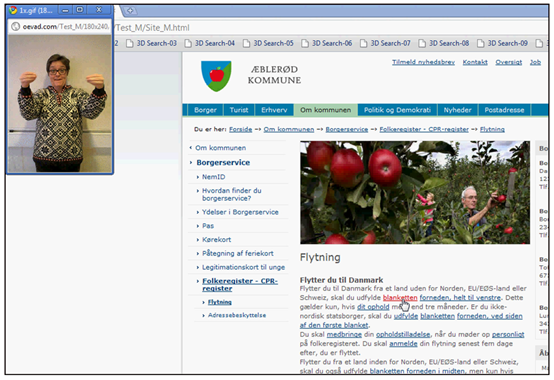 1x.gif (18...
oevad.com/Test_M/180x240.
/Test_M/Site_M.html
2 3D Search-03 3D Search-04 3D Search-05 3D Search-06 3D Search-07 3D Search-08 3D Search-09
ÆBLERØD
KOMMUNE
Tilmeld nyhedsbrev Kontakt Oversigt Job
Borger Turist Erhverv Om kommunen Politik og Demokrati Nyheder Postadresse
Du er her: Forside Om kommunen Borgerservice Folkeregister - CPR-register Flytning
Om kommunen
Borgerservice
NemID
Hvordan finder du
borgerservice?
Ydelser i Borgerservice
Pas
Kørekort
Påtegning af feriekort
Legitimationskort til unge
Folkeregister - CPR-
register
Flytning
Adressebeskyttelse
Flytning
Flytter du til Danmark
Flytter du til Danmark fra et land uden for Norden, EU/EØS-land eller
Schweiz, skal du udfylde blanketten forneden, helt til venstre. Dette
gælder kun, hvis dit ophold end tre måneder. Er du ikke-
nordisk statsborger, skal du udfylde blanketten forneden, ved siden
af den første blanket.
Du skal medbringe din opholdstilladelse, når du møder op personligt
på folkeregisteret. Du skal anmelde din flytning senest fem dage
efter, du er flyttet.
Flytter du fra et land inden for Norden, EU/EØS-land eller Schweiz,
skal du også udfylde blanketten forneden i midten, men kun hvis